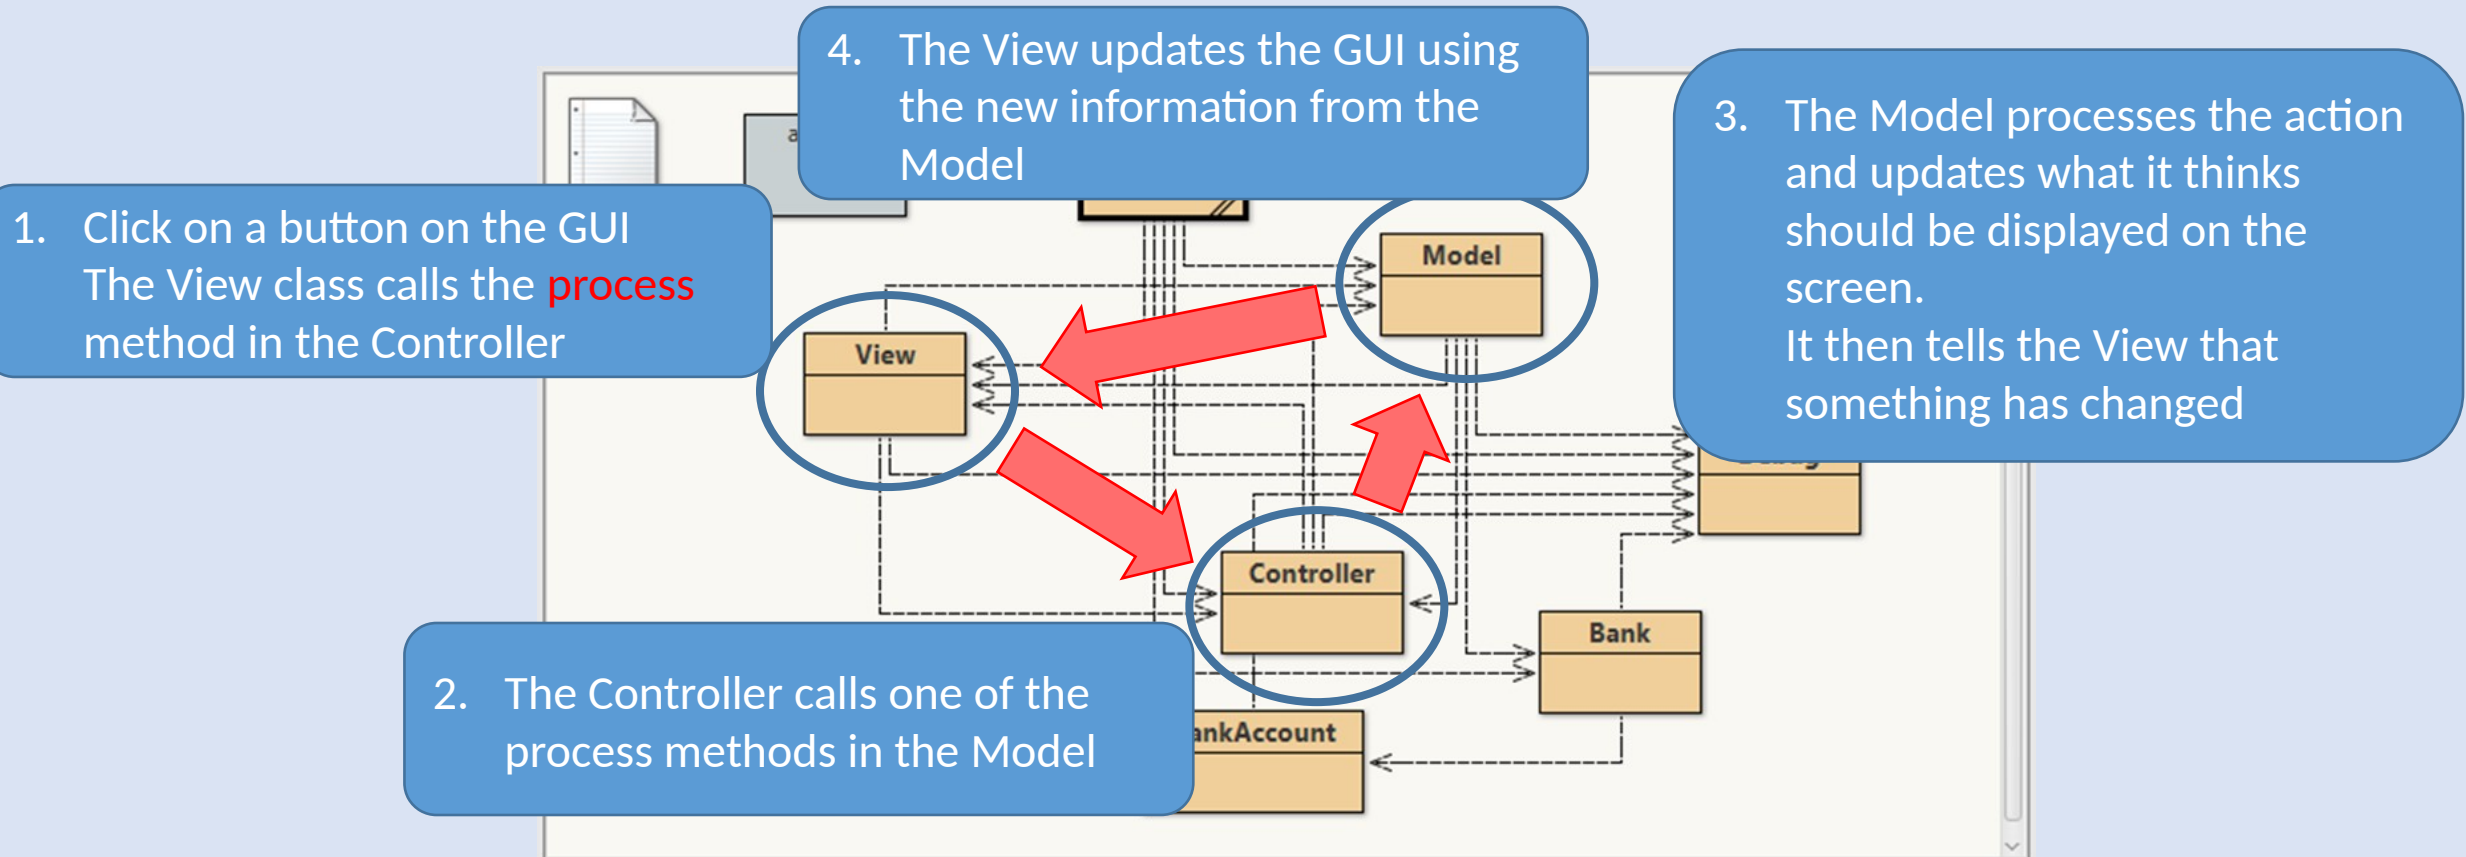 4. The View updates the GUI using
the new information from the
Model
3. The Model processes the action
and updates what it thinks
should be displayed on the
screen.
It then tells the View that
something has changed
1. Click on a button on the GUI
The View class calls the process
method in the Controller
Model
View
Controller
Bank
2. The Controller calls one of the
process methods in the Model
ankAccount